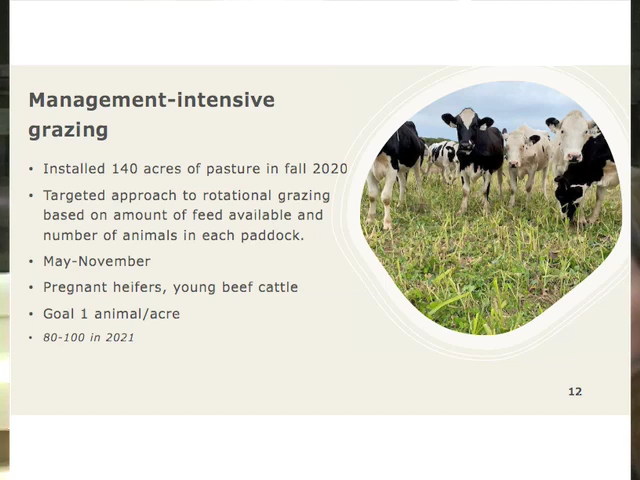 Management-intensive
grazing
• Installed 140 acres of pasture in fall 2020
• Targeted approach to rotational grazing
based on amount of feed available and
number of animals in each paddock.
• May-November
• Pregnant heifers, young beef cattle
• Goal 1 animal/acre
• 80-100 in 2021
12